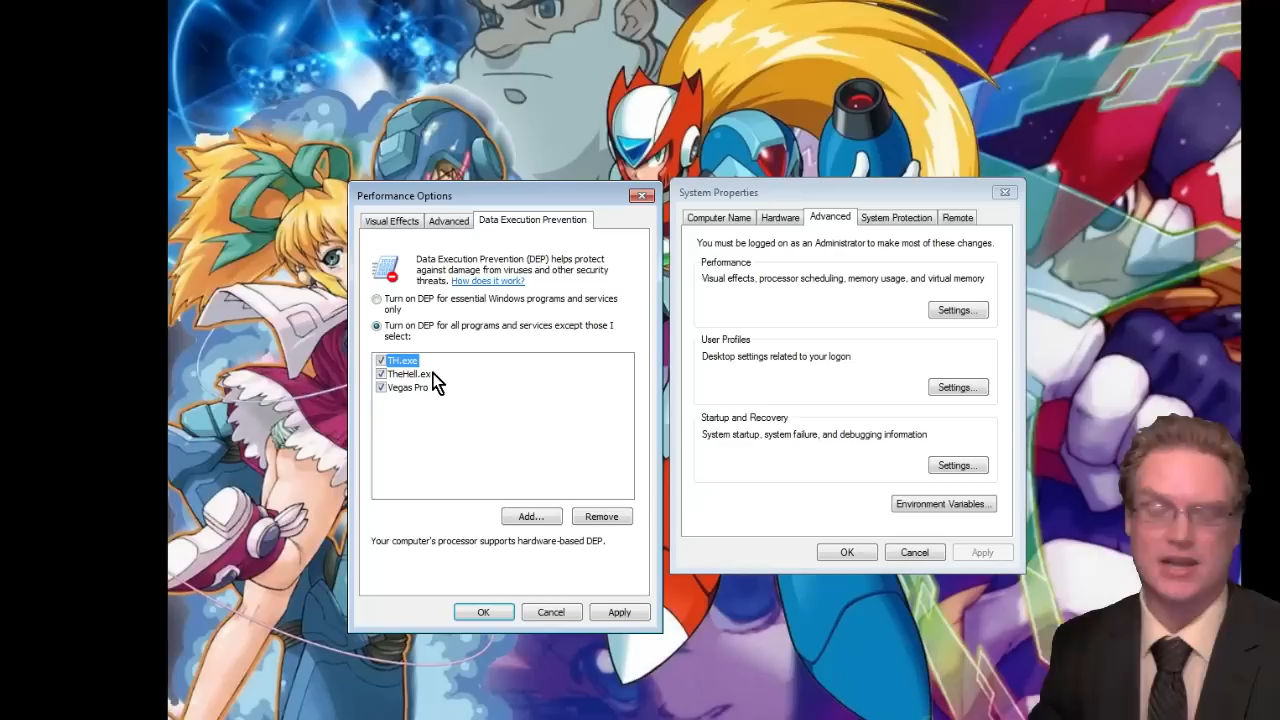 Performance Options
Visual Effects
Advanced
Data Execution Prevention
Data Execution Prevention (DEP) helps protect
against damage from viruses and other security
threats. How does it work?
Turn on DEP for essential Windows programs and services
only
Turn on DEP for all programs and services except those I
select:
TH.exe
TheHell.ex
Vegas Pro
Add...
Remove
Your computer's processor supports hardware-based DEP.
OK
Cancel
Apply
System Properties
Computer Name
Hardware
Advanced
System Protection
Remote
You must be logged on as an Administrator to make most of these changes.
Performance
Visual effects, processor scheduling, memory usage, and virtual memory
Settings...
User Profiles
Desktop settings related to your logon
Settings...
Startup and Recovery
System startup, system failure, and debugging information
Settings...
Environment Variables...
OK
Cancel
Apply